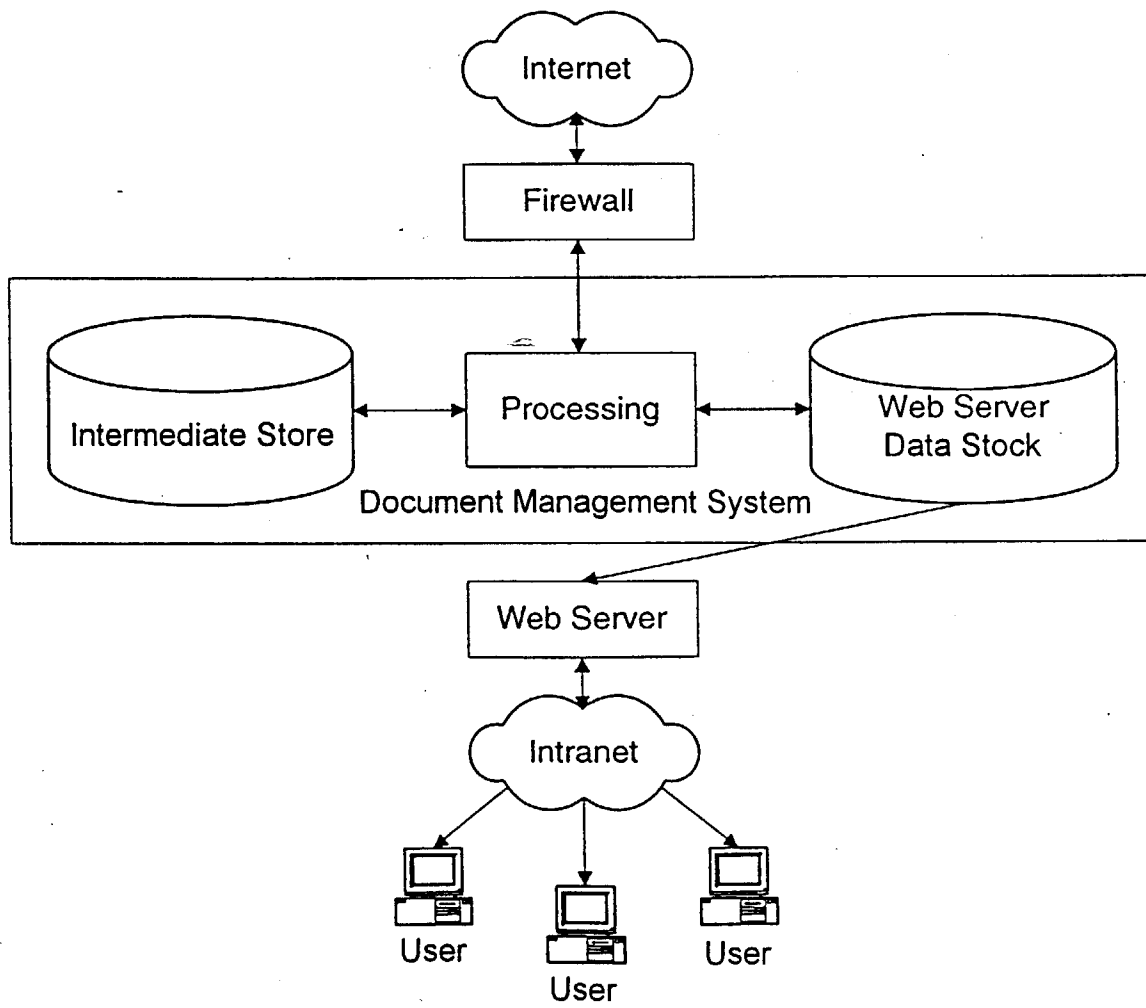 Internet
Firewall
Intermediate Store
Processing
Web Server
Data Stock
Document Management System
Web Server
Intranet
User
User
User